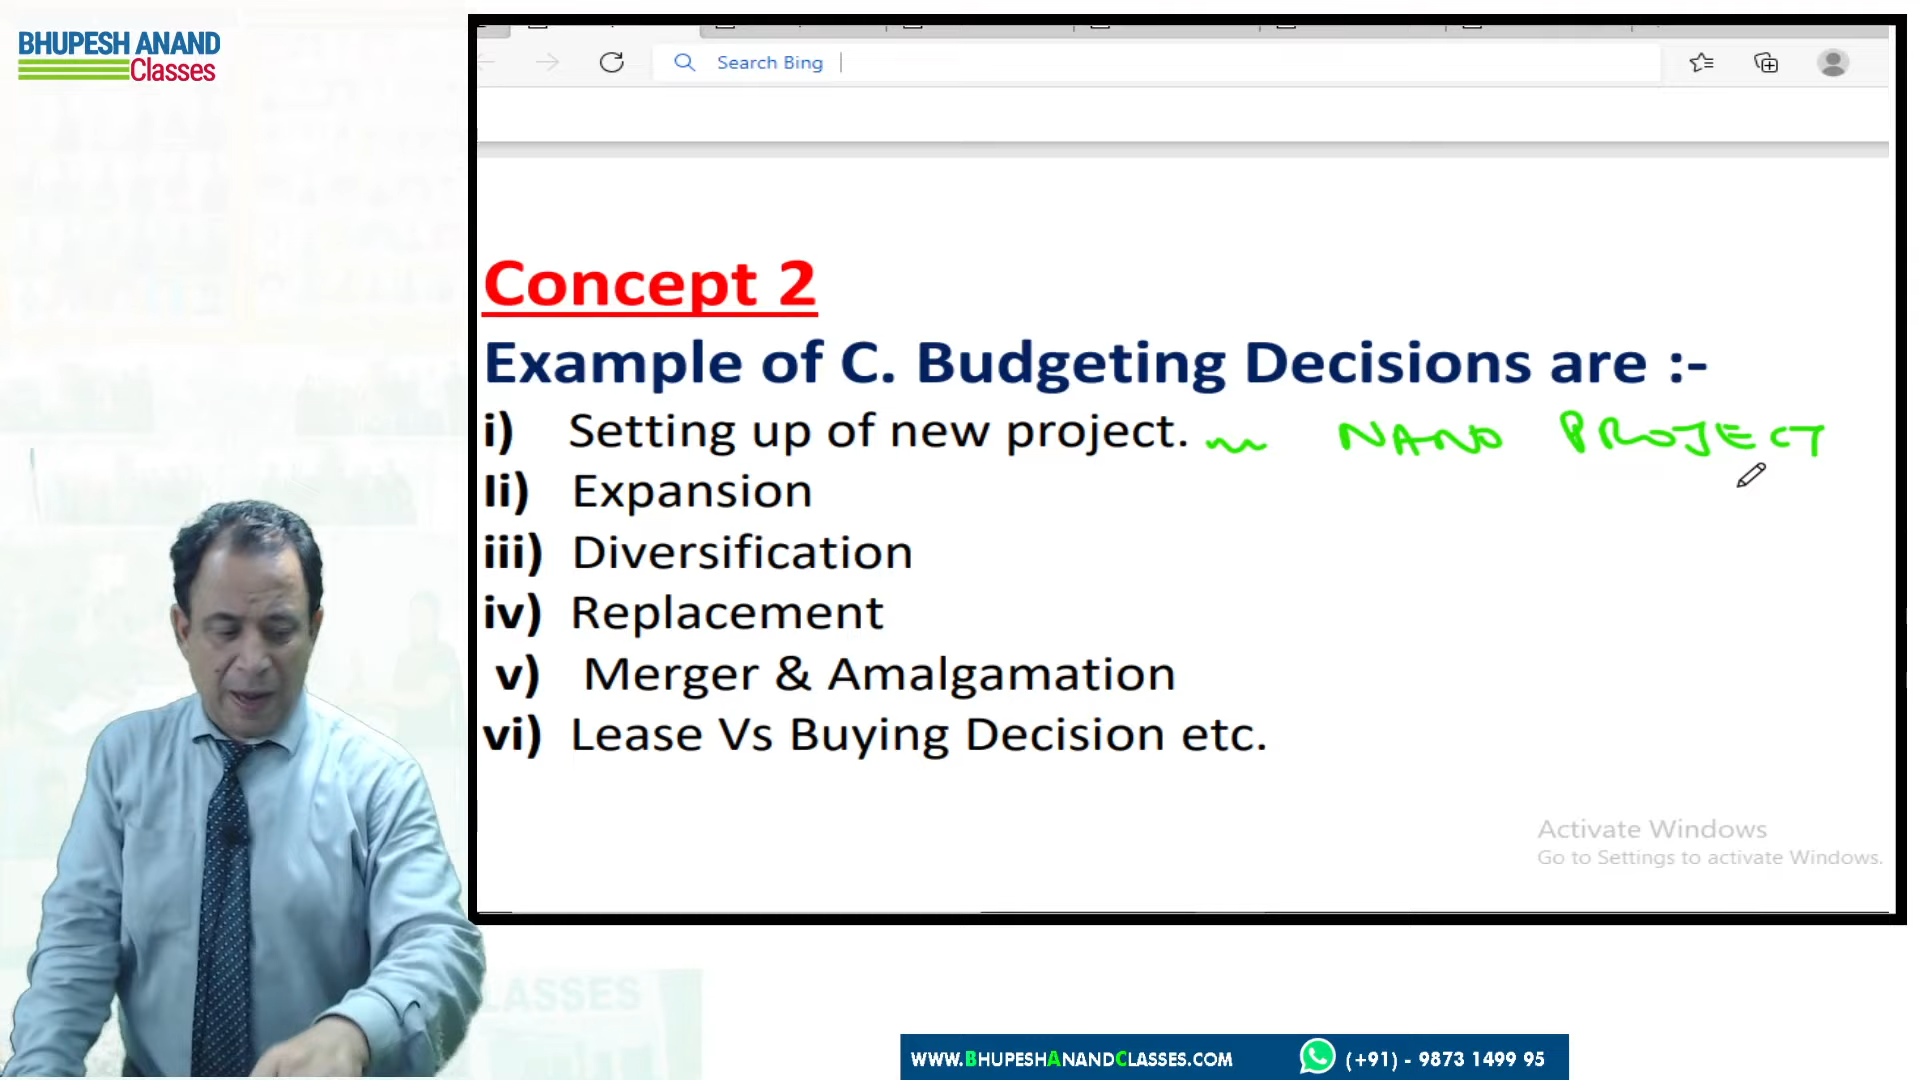 BHUPESH ANAND
Classes
Search Bing
Concept 2
Example of C. Budgeting Decisions are :-
i) Setting up of new project. NANO PROJECT
Ii) Expansion
iii) Diversification
iv) Replacement
v) Merger & Amalgamation
vi) Lease Vs Buying Decision etc.
Activate Windows
Go to Settings to activate Windows.
LASSES
WWW.BHUPESHANANDCLASSES.COM (+91) - 9873 1499 95